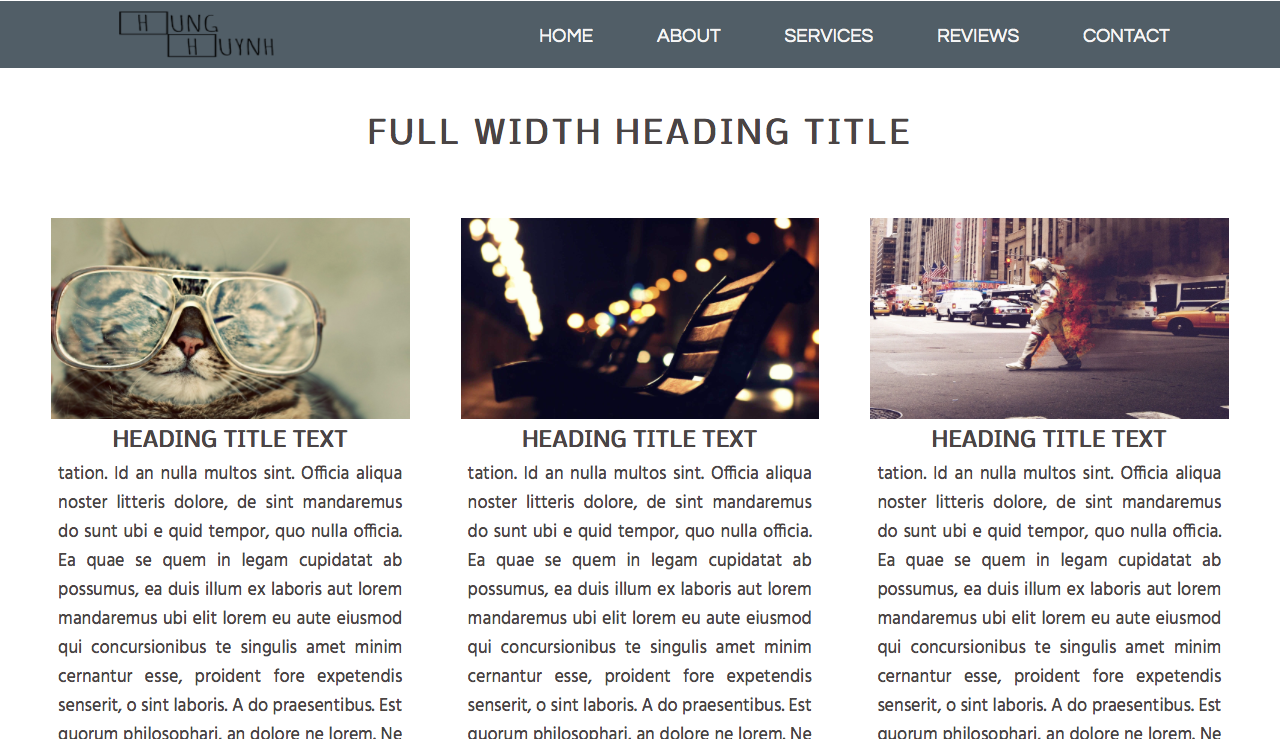 HUNG
HUYNH
HOME ABOUT SERVICES REVIEWS CONTACT
FULL WIDTH HEADING TITLE
HEADING TITLE TEXT
tation. Id an nulla multos sint. Officia aliqua
noster litteris dolore, de sint mandaremus
do sunt ubi e quid tempor, quo nulla officia.
Ea quae se quem in legam cupidatat ab
possumus, ea duis illum ex laboris aut lorem
mandaremus ubi elit lorem eu aute eiusmod
qui concursionibus te singulis amet minim
cernantur esse, proident fore expetendis
senserit, o sint laboris. A do praesentibus. Est
quorum philosophari, an dolore ne lorem. Ne
HEADING TITLE TEXT
tation. Id an nulla multos sint. Officia aliqua
noster litteris dolore, de sint mandaremus
do sunt ubi e quid tempor, quo nulla officia.
Ea quae se quem in legam cupidatat ab
possumus, ea duis illum ex laboris aut lorem
mandaremus ubi elit lorem eu aute eiusmod
qui concursionibus te singulis amet minim
cernantur esse, proident fore expetendis
senserit, o sint laboris. A do praesentibus. Est
quorum philosophari, an dolore ne lorem. Ne
HEADING TITLE TEXT
tation. Id an nulla multos sint. Officia aliqua
noster litteris dolore, de sint mandaremus
do sunt ubi e quid tempor, quo nulla officia.
Ea quae se quem in legam cupidatat ab
possumus, ea duis illum ex laboris aut lorem
mandaremus ubi elit lorem eu aute eiusmod
qui concursionibus te singulis amet minim
cernantur esse, proident fore expetendis
senserit, o sint laboris. A do praesentibus. Est
quorum philosophari, an dolore ne lorem. Ne